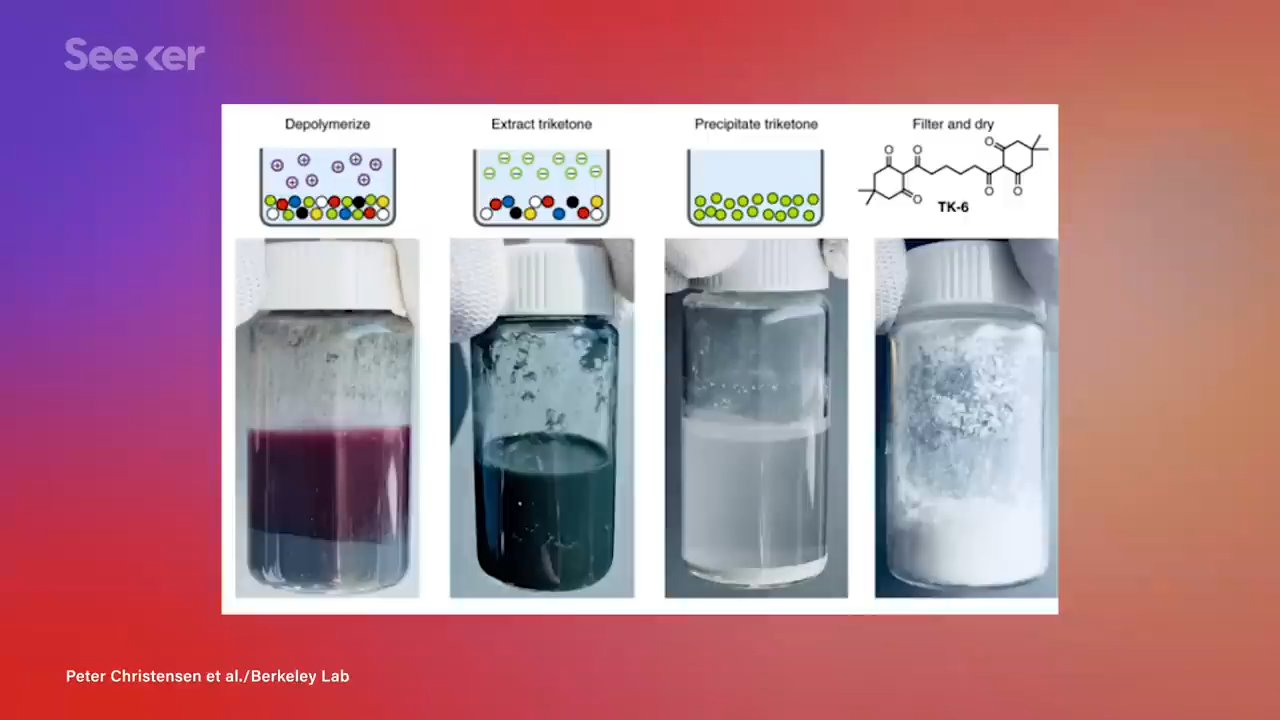 Seeker
Depolymerize
Extract triketone
Precipitate triketone
Filter and dry
O
O
O
O
O
O
TK-6
Peter Christensen et al./Berkeley Lab